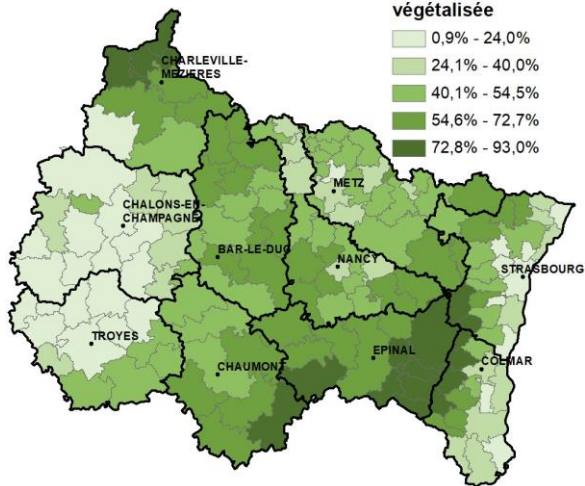 végétalisée
0,9% - 24,0%
24,1% - 40,0%
40,1% - 54,5%
54,6% - 72,7%
72,8% - 93,0%
CHARLEVILLE-
MEZIERES
METZ
CHALONS-EN-
CHAMPAGNE
BAR-LE-DUC
NANCY
STRASBOURG
TROYES
CHAUMONT
EPINAL
COLMAR